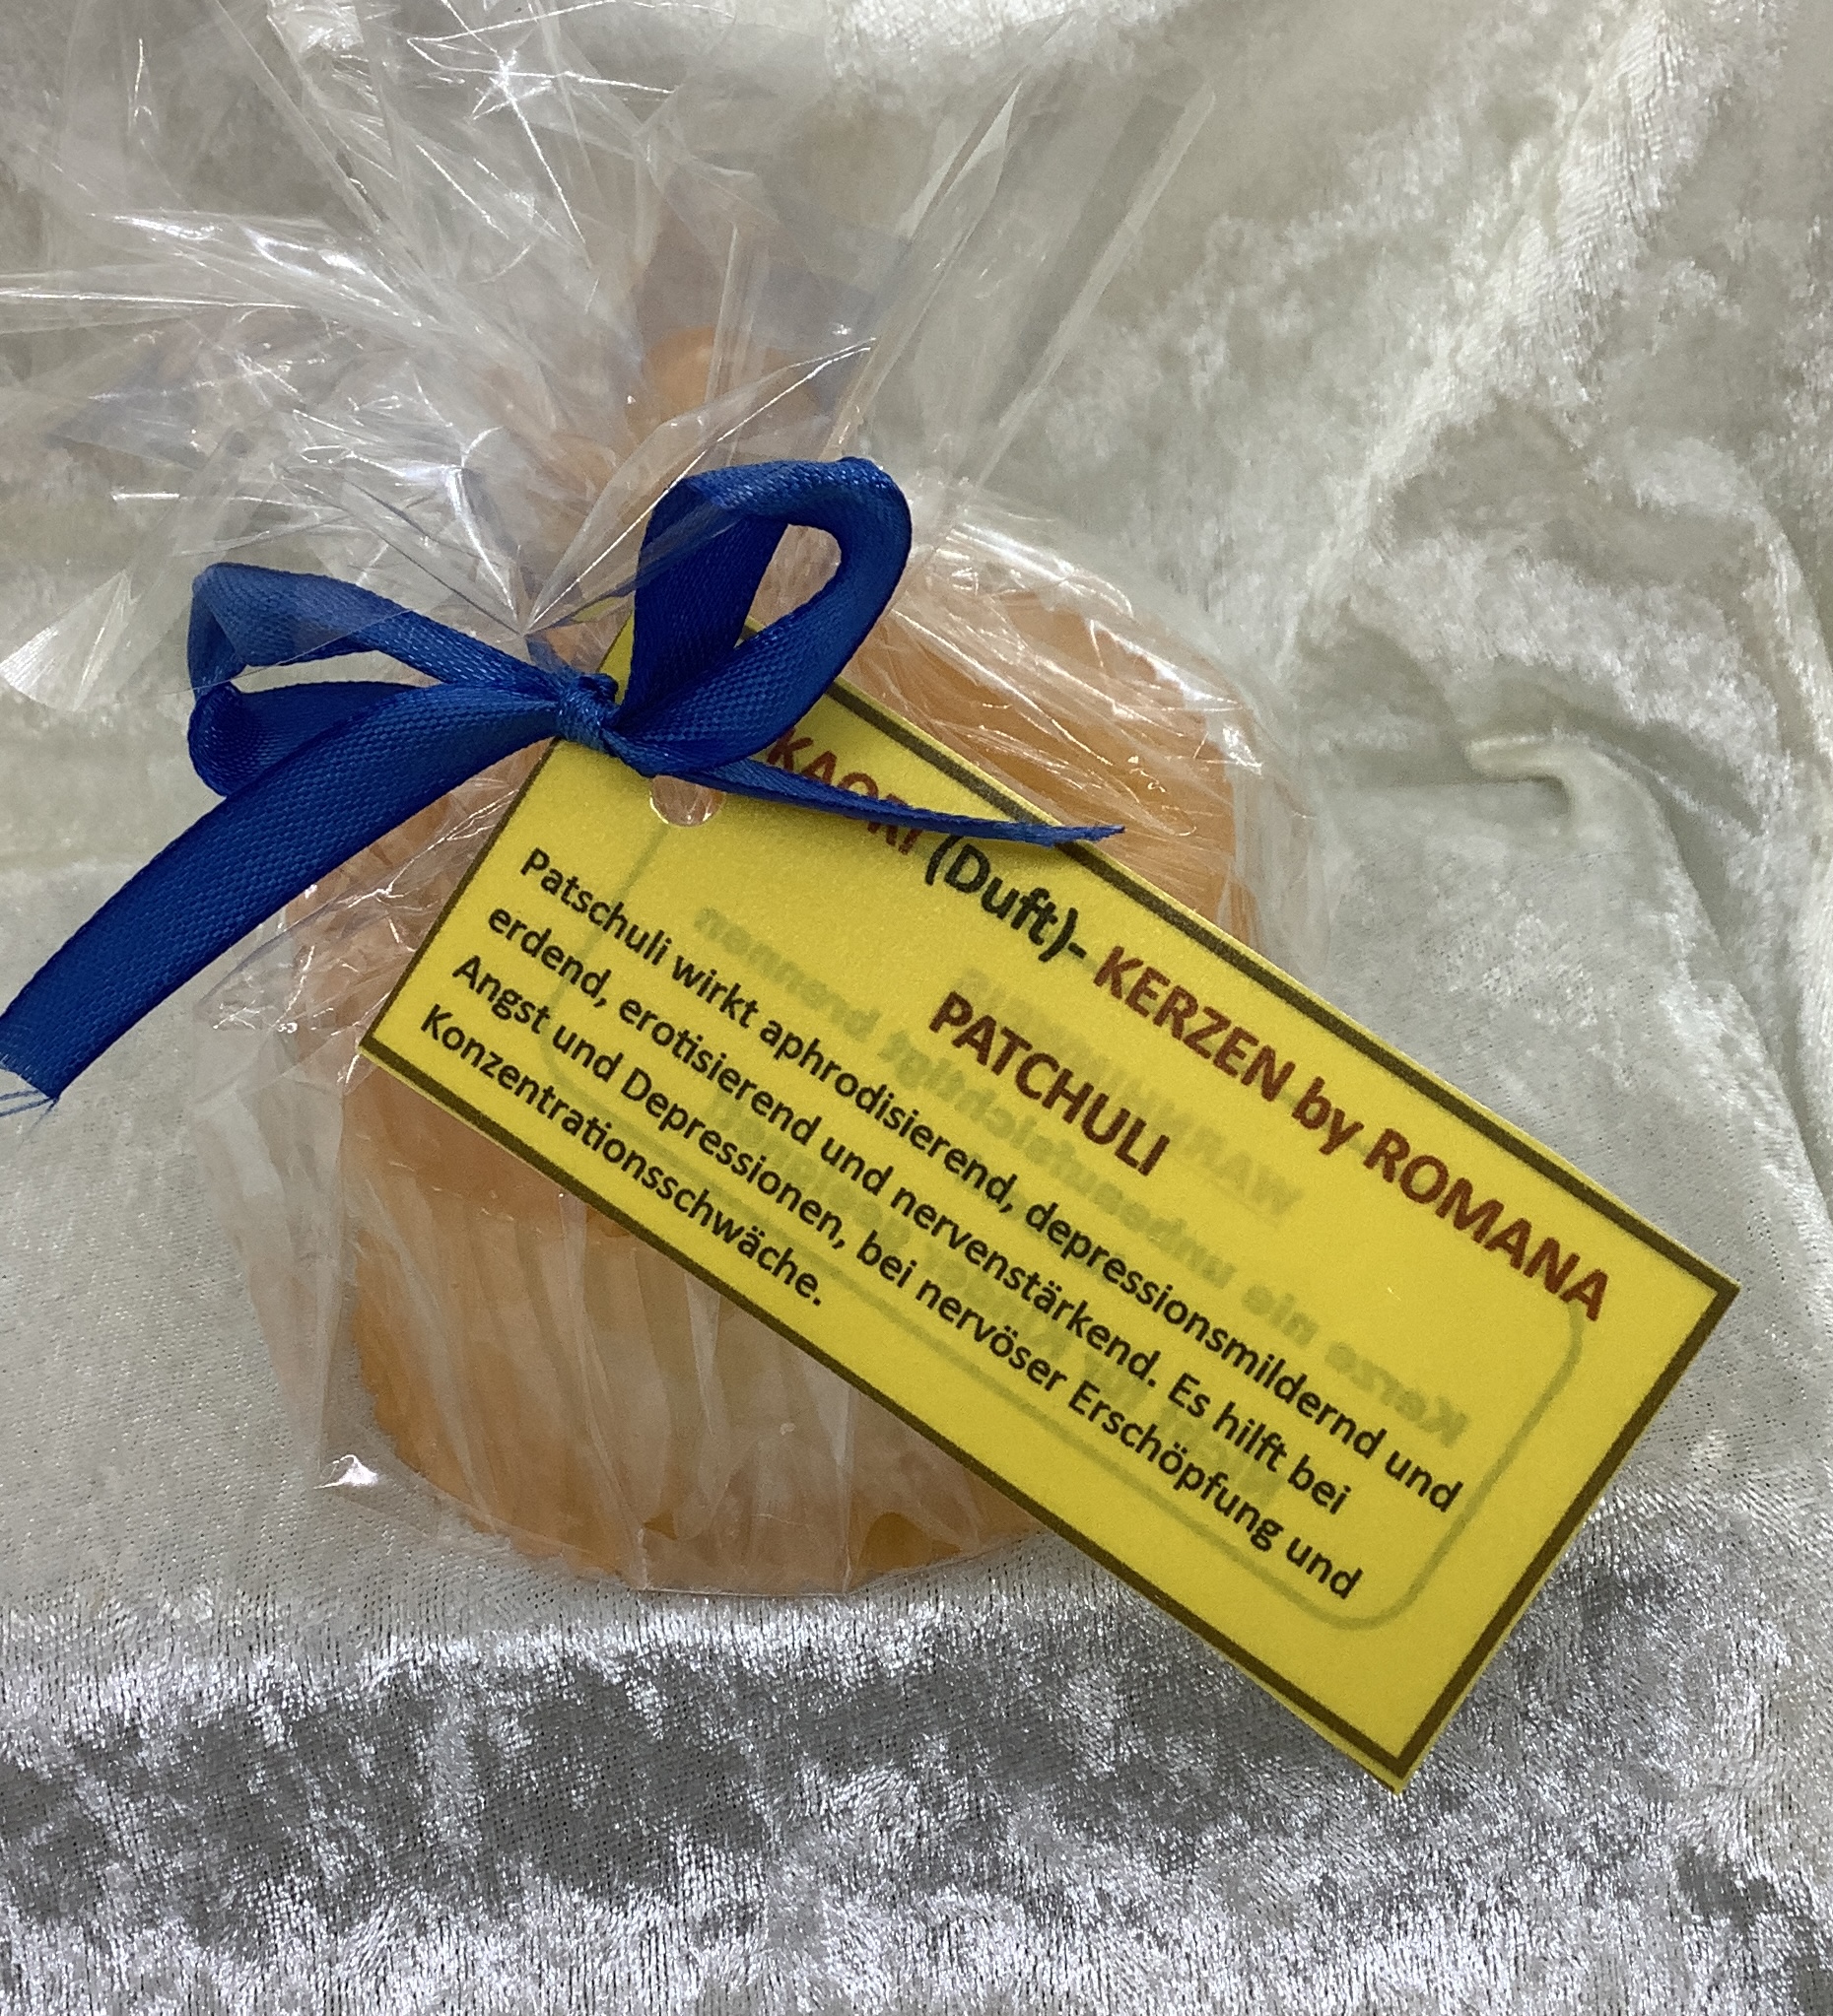 KAORI (Duft)- KERZEN by ROMANA
PATCHULI
Patschuli wirkt aphrodisierend, depressionsmildernd und
erdend, erotisierend und nervenstärkend. Es hilft bei
Angst und Depressionen, bei nervöser Erschöpfung und
Konzentrationsschwäche.